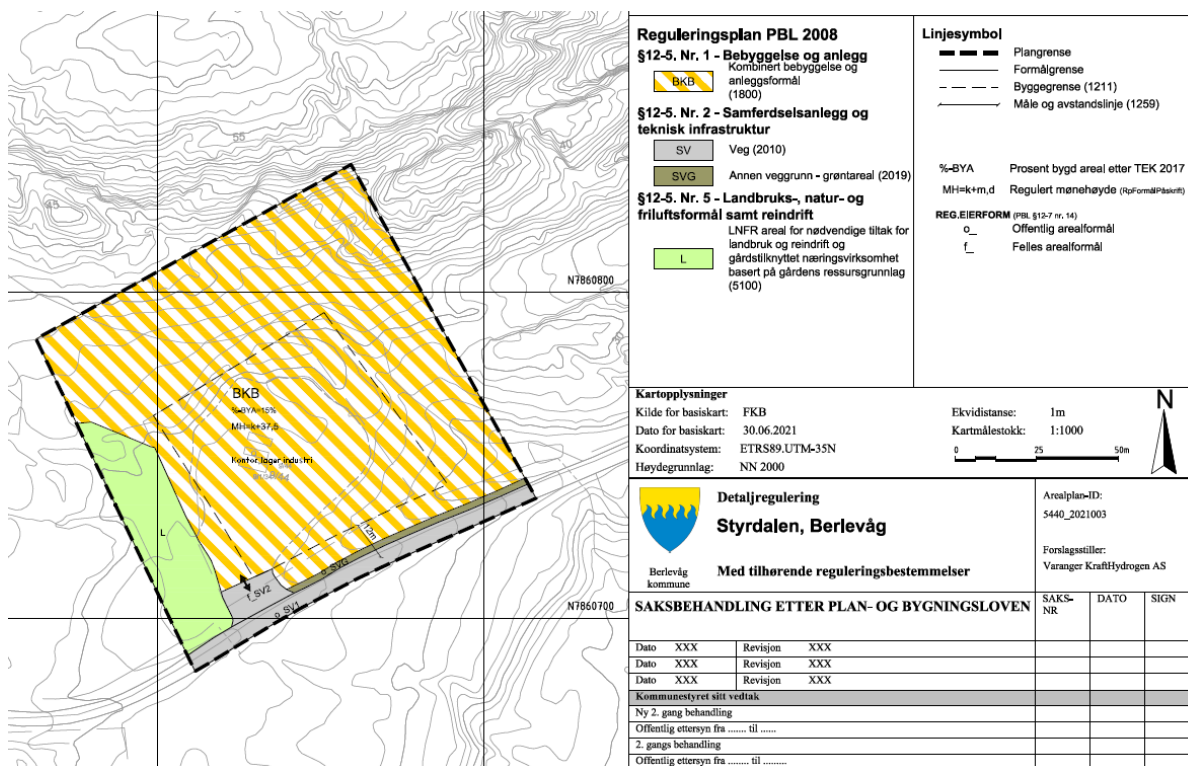 55
45
40
45
N7860800
BKB
%-BYA=15%
MH=k+37,5
Kontor lager industri
L
12m
o_SVG
f_SV2
o_SV1
N7860700
Reguleringsplan PBL 2008
§12-5. Nr. 1 - Bebyggelse og anlegg
BKB
Kombinert bebyggelse og
anleggsformål
(1800)
§12-5. Nr. 2 - Samferdselsanlegg og
teknisk infrastruktur
SV
Veg (2010)
SVG
Annen veggrunn - grøntareal (2019)
§12-5. Nr. 5 - Landbruks-, natur- og
friluftsformål samt reindrift
L
LNFR areal for nødvendige tiltak for
landbruk og reindrift og
gårdstilknyttet næringsvirksomhet
basert på gårdens ressursgrunnlag
(5100)
Linjesymbol
Plangrense
Formålgrense
Byggegrense (1211)
Måle og avstandslinje (1259)
%-BYA Prosent bygd areal etter TEK 2017
MH=k+m,d Regulert mønehøyde (RpFormålPåskrift)
REG.EIERFORM (PBL §12-7 nr. 14)
o_ Offentlig arealformål
f_ Felles arealformål
Kartopplysninger
Kilde for basiskart: FKB
Dato for basiskart: 30.06.2021
Koordinatsystem: ETRS89.UTM-35N
Høydegrunnlag: NN 2000
Ekvidistanse: 1m
Kartmålestokk: 1:1000
0 25 50m
N
Berlevåg
kommune
Detaljregulering
Styrdalen, Berlevåg
Med tilhørende reguleringsbestemmelser
Arealplan-ID:
5440_2021003
Forslagsstiller:
Varanger KraftHydrogen AS
SAKSBEHANDLING ETTER PLAN- OG BYGNINGSLOVEN
SAKS-
NR
DATO
SIGN
Dato XXX Revisjon XXX
Dato XXX Revisjon XXX
Dato XXX Revisjon XXX
Kommunestyret sitt vedtak
Ny 2. gang behandling
Offentlig ettersyn fra ....... til ......
2. gangs behandling
Offentlig ettersyn fra ........ til .........